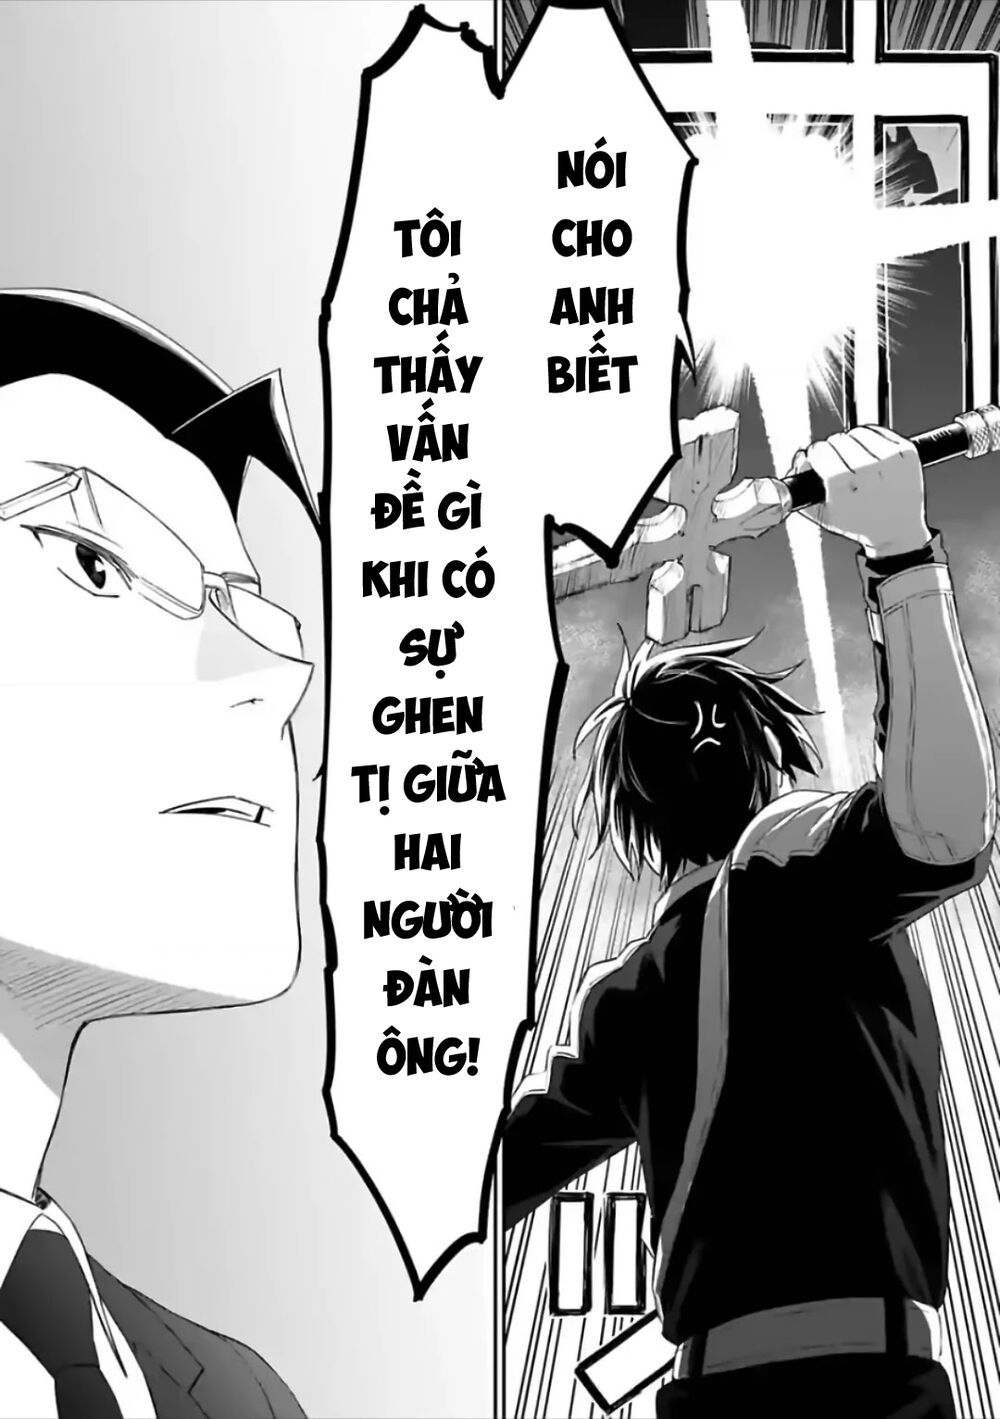 NÓI
CHO
ANH
BIẾT
TÔI
CHẢ
THẤY
VẤN
ĐỀ GÌ
KHI CÓ
SỰ
GHEN
TỊ GIỮA
HAI
NGƯỜI
ĐÀN
ÔNG!